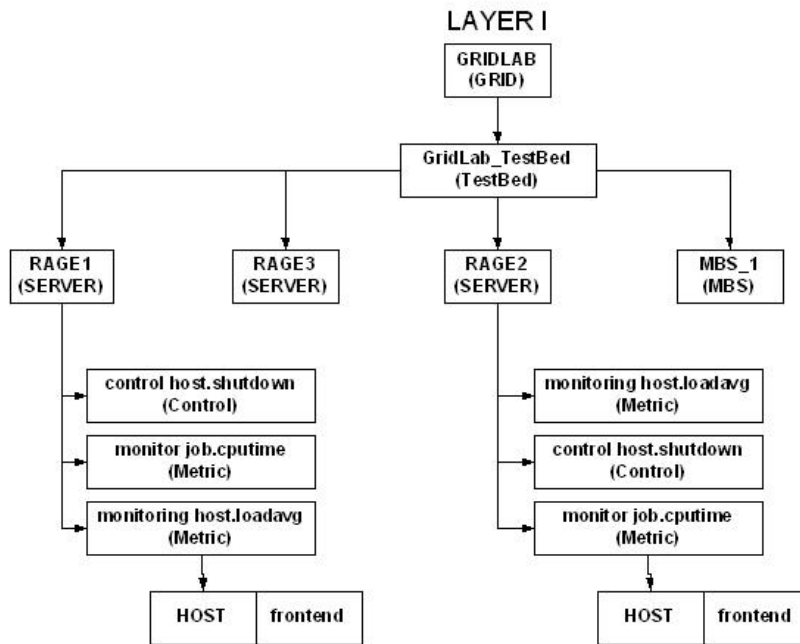 LAYER I
GRIDLAB
(GRID)
GridLab_TestBed
(TestBed)
RAGE1
(SERVER)
RAGE3
(SERVER)
RAGE2
(SERVER)
MBS_1
(MBS)
control host.shutdown
(Control)
monitor job.cputime
(Metric)
monitoring host.loadavg
(Metric)
HOST
frontend
monitoring host.loadavg
(Metric)
control host.shutdown
(Control)
monitor job.cputime
(Metric)
HOST
frontend